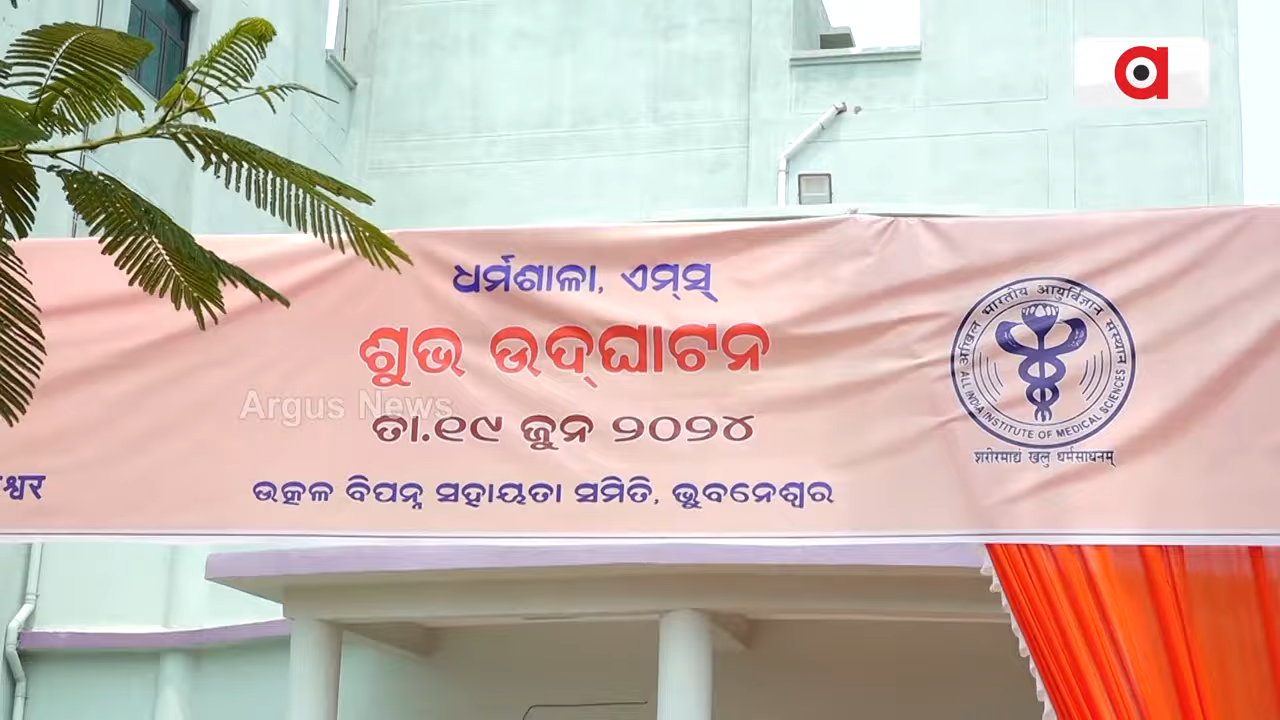 a
ଧର୍ମଶାଳା, ଏମ୍ସ୍
ଶୁଭ ଉଦ୍‌ଘାଟନ
Argus News
ତା.୧୯ ଜୁନ ୨୦୨୪
ଉତ୍କଳ ବିପନ୍ନ ସହାୟତା ସମିତି, ଭୁବନେଶ୍ୱର
ଶ୍ୱର
अखिल भारतीय आयुर्विज्ञान संस्थान
ALL INDIA INSTITUTE OF MEDICAL SCIENCES
शरीरमाद्यं खलु धर्मसाधनम्